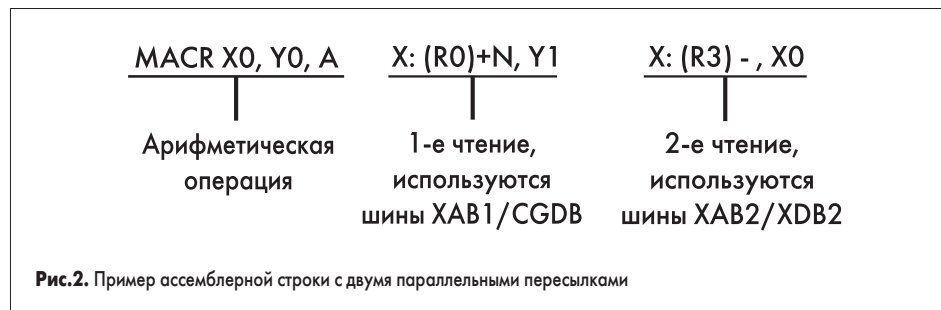 MACR X0, Y0, A X: (R0)+N, Y1 X: (R3) - , X0
Арифметическая 1-е чтение, 2-е чтение,
операция используются используются
шины XAB1/CGDB шины XAB2/XDB2
Рис.2. Пример ассемблерной строки с двумя параллельными пересылками